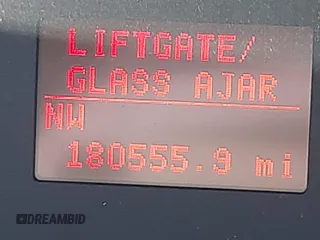 LIFTGATE/
GLASS AJAR
NW
180555.9 mi
DREAMBID